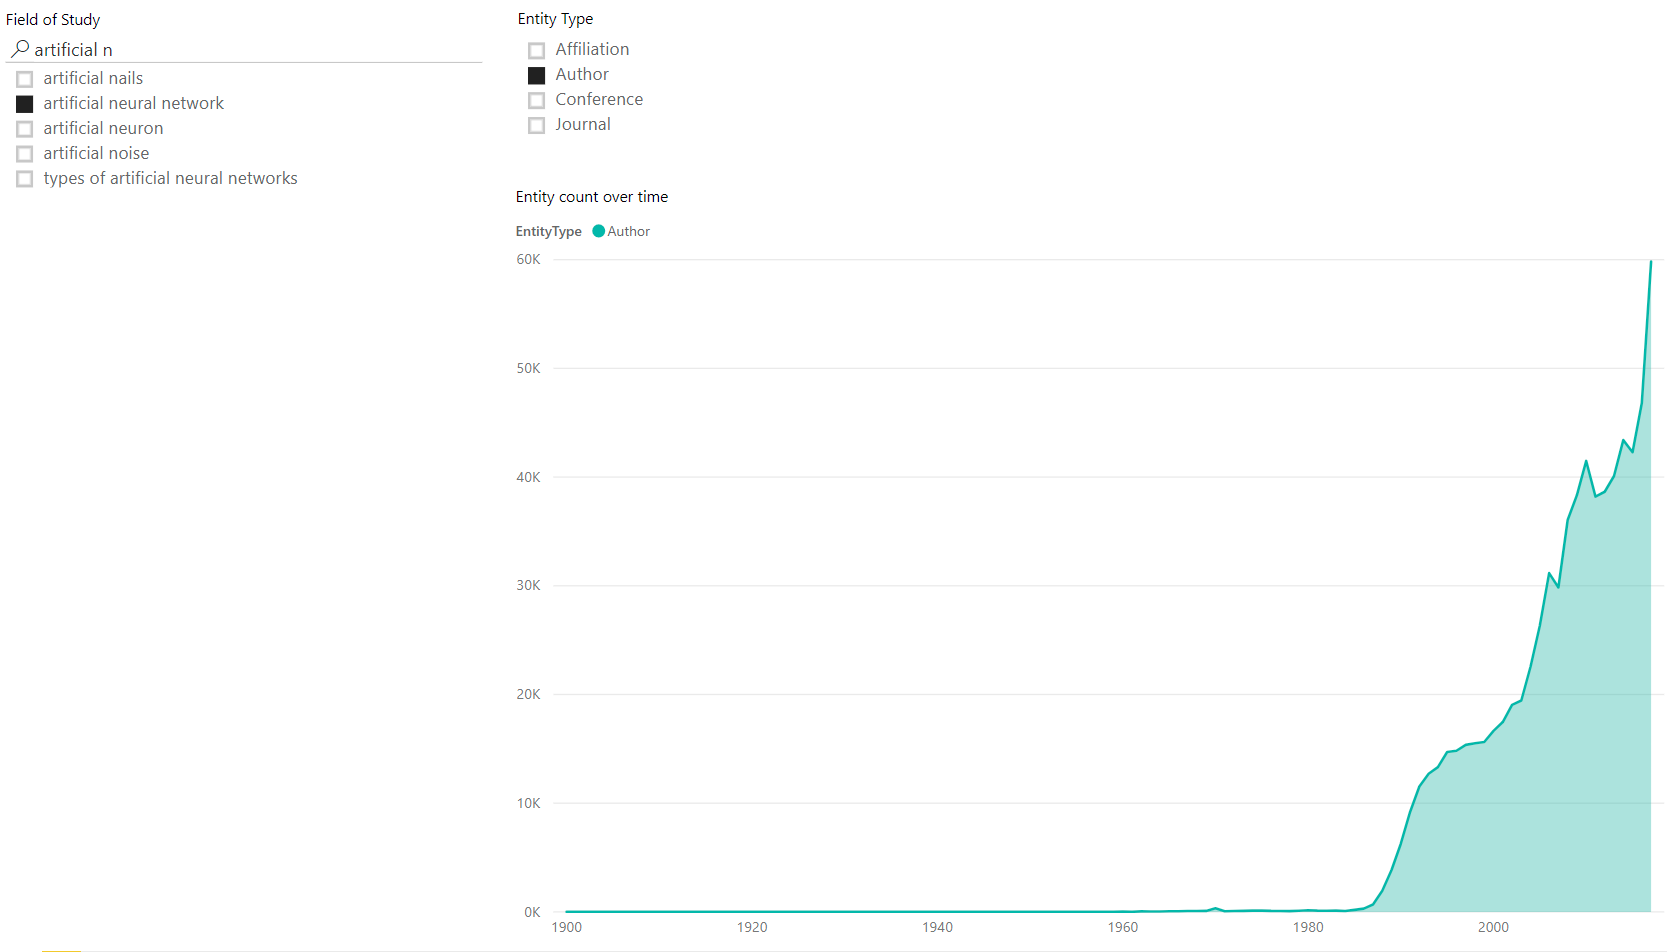 Field of Study
artificial n
artificial nails
artificial neural network
artificial neuron
artificial noise
types of artificial neural networks
Entity Type
Affiliation
Author
Conference
Journal
Entity count over time
EntityType Author
60K
50K
40K
30K
20K
10K
0K
1900 1920 1940 1960 1980 2000